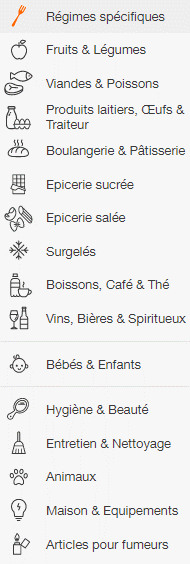 Régimes spécifiques
Fruits & Légumes
Viandes & Poissons
Produits laitiers, Œufs &
Traiteur
Boulangerie & Pâtisserie
Epicerie sucrée
Epicerie salée
Surgelés
Boissons, Café & Thé
Vins, Bières & Spiritueux
Bébés & Enfants
Hygiène & Beauté
Entretien & Nettoyage
Animaux
Maison & Equipements
Articles pour fumeurs